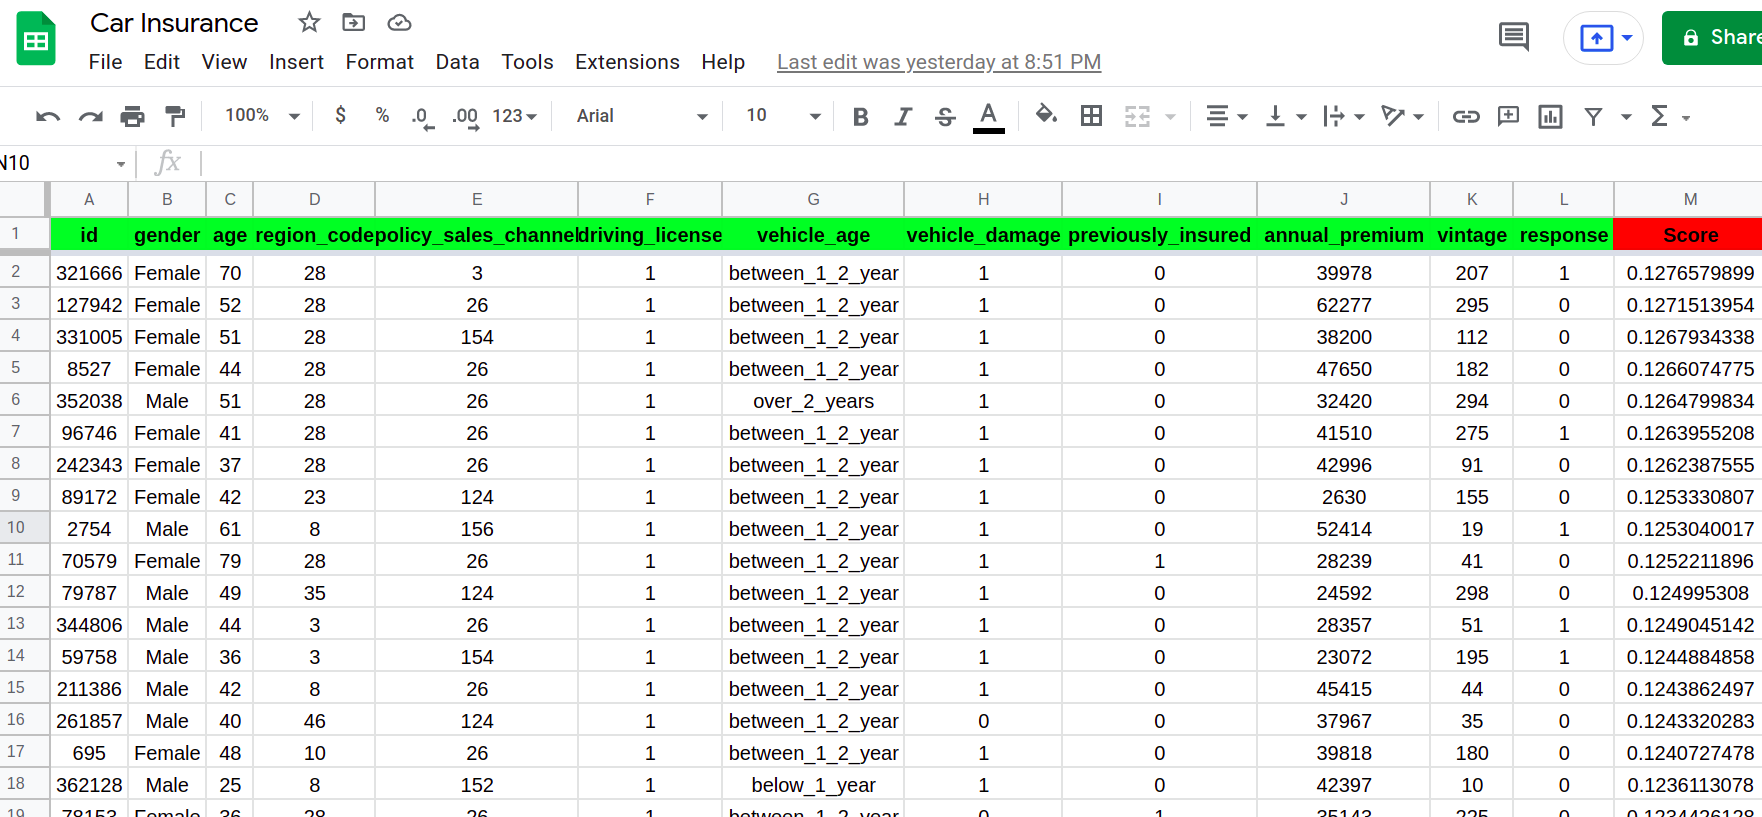 Car Insurance
File Edit View Insert Format Data Tools Extensions Help Last edit was yesterday at 8:51 PM
Share
100% $ % .0 .00 123 Arial 10 B I S A Σ
N10 fx
A B C D E F G H I J K L M
1 id gender age region_code policy_sales_channel driving_license vehicle_age vehicle_damage previously_insured annual_premium vintage response Score
2 321666 Female 70 28 3 1 between_1_2_year 1 0 39978 207 1 0.1276579899
3 127942 Female 52 28 26 1 between_1_2_year 1 0 62277 295 0 0.1271513954
4 331005 Female 51 28 154 1 between_1_2_year 1 0 38200 112 0 0.1267934338
5 8527 Female 44 28 26 1 between_1_2_year 1 0 47650 182 0 0.1266074775
6 352038 Male 51 28 26 1 over_2_years 1 0 32420 294 0 0.1264799834
7 96746 Female 41 28 26 1 between_1_2_year 1 0 41510 275 1 0.1263955208
8 242343 Female 37 28 26 1 between_1_2_year 1 0 42996 91 0 0.1262387555
9 89172 Female 42 23 124 1 between_1_2_year 1 0 2630 155 0 0.1253330807
10 2754 Male 61 8 156 1 between_1_2_year 1 0 52414 19 1 0.1253040017
11 70579 Female 79 28 26 1 between_1_2_year 1 1 28239 41 0 0.1252211896
12 79787 Male 49 35 124 1 between_1_2_year 1 0 24592 298 0 0.124995308
13 344806 Male 44 3 26 1 between_1_2_year 1 0 28357 51 1 0.1249045142
14 59758 Male 36 3 154 1 between_1_2_year 1 0 23072 195 1 0.1244884858
15 211386 Male 42 8 26 1 between_1_2_year 1 0 45415 44 0 0.1243862497
16 261857 Male 40 46 124 1 between_1_2_year 0 0 37967 35 0 0.1243320283
17 695 Female 48 10 26 1 between_1_2_year 1 0 39818 180 0 0.1240727478
18 362128 Male 25 8 152 1 below_1_year 1 0 42397 10 0 0.1236113078
19 78153 Female 36 28 26 1 between_1_2_year 0 1 35143 225 0 0.1234426128